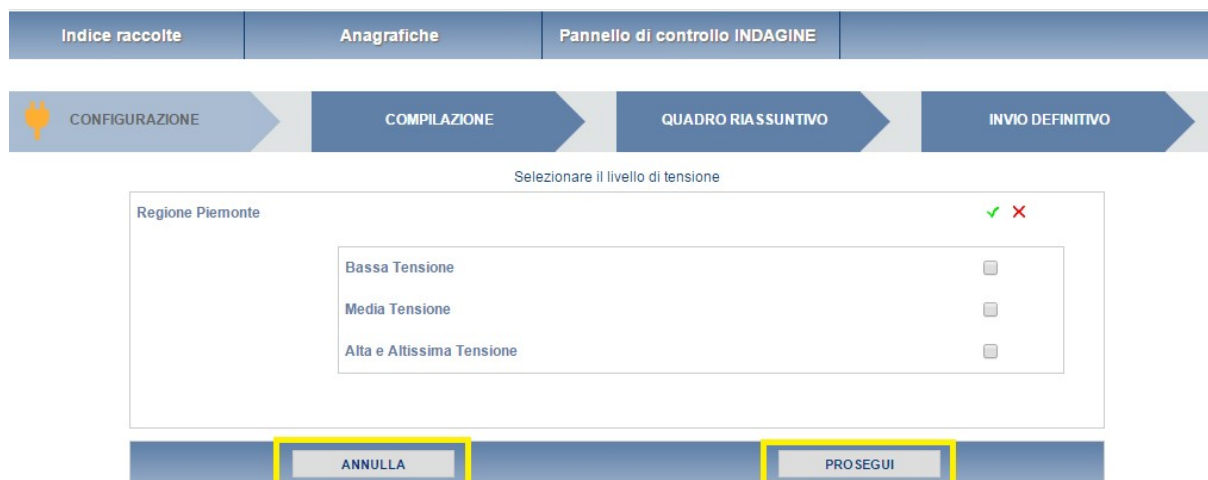 Indice raccolte Anagrafiche Pannello di controllo INDAGINE
CONFIGURAZIONE COMPILAZIONE QUADRO RIASSUNTIVO INVIO DEFINITIVO
Selezionare il livello di tensione
Regione Piemonte
Bassa Tensione
Media Tensione
Alta e Altissima Tensione
ANNULLA PROSEGUI